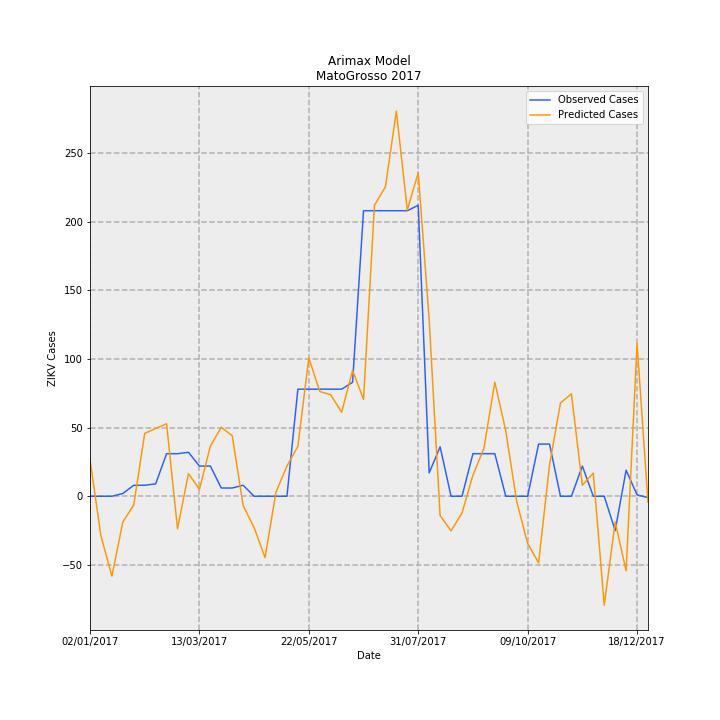 Arimax Model
MatoGrosso 2017
Observed Cases
Predicted Cases
ZIKV Cases
250
200
150
100
50
0
−50
02/01/2017 13/03/2017 22/05/2017 31/07/2017 09/10/2017 18/12/2017
Date